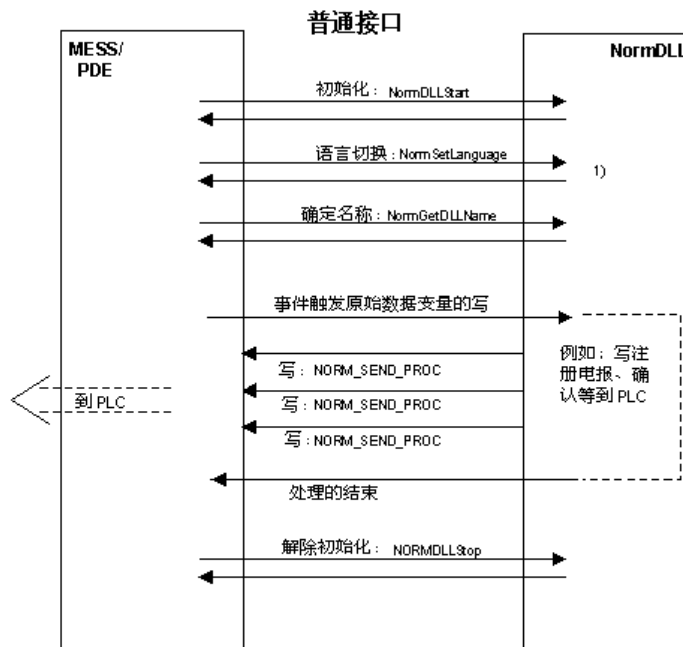 普通接口
MESS/
PDE
NormDLL
初始化：NormDLLStart
语言切换：NormSetLanguage
1)
确定名称：NormGetDLLName
事件触发原始数据变量的写
例如：写注
册电报、确
认等到 PLC
写：NORM_SEND_PROC
到 PLC
写：NORM_SEND_PROC
写：NORM_SEND_PROC
处理的结束
解除初始化：NORMDLLStop